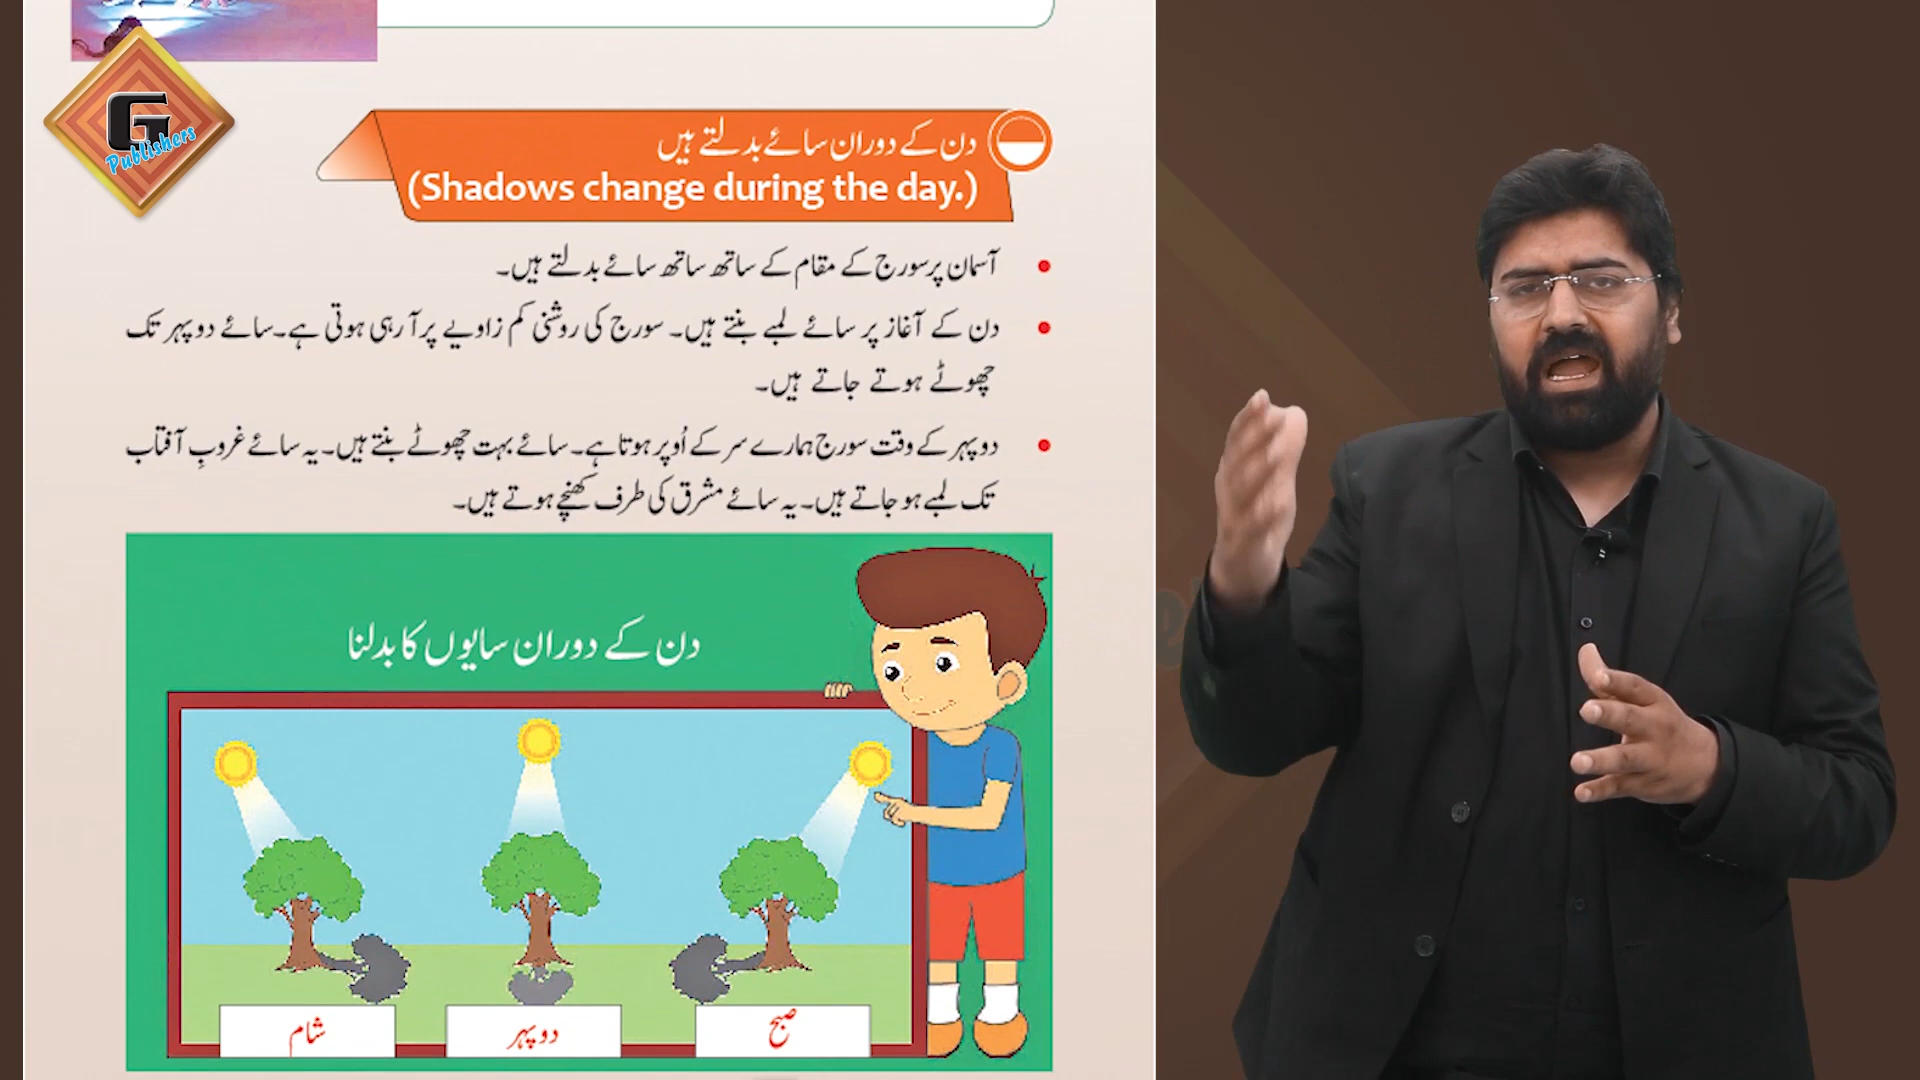 G
Publishers
دن کے دوران سائے بدلتے ہیں
(Shadows change during the day.)
آسمان پر سورج کے مقام کے ساتھ ساتھ سائے بدلتے ہیں۔
دن کے آغاز پر سائے لمبے بنتے ہیں۔ سورج کی روشنی کم زاویے پر آ رہی ہوتی ہے۔ سائے دوپہر تک
چھوٹے ہوتے جاتے ہیں۔
دوپہر کے وقت سورج ہمارے سر کے اُوپر ہوتا ہے۔ سائے بہت چھوٹے بنتے ہیں۔ یہ سائے غروبِ آفتاب
تک لمبے ہو جاتے ہیں۔ یہ سائے مشرق کی طرف کھنچے ہوتے ہیں۔
دن کے دوران سایوں کا بدلنا
صبح
دوپہر
شام